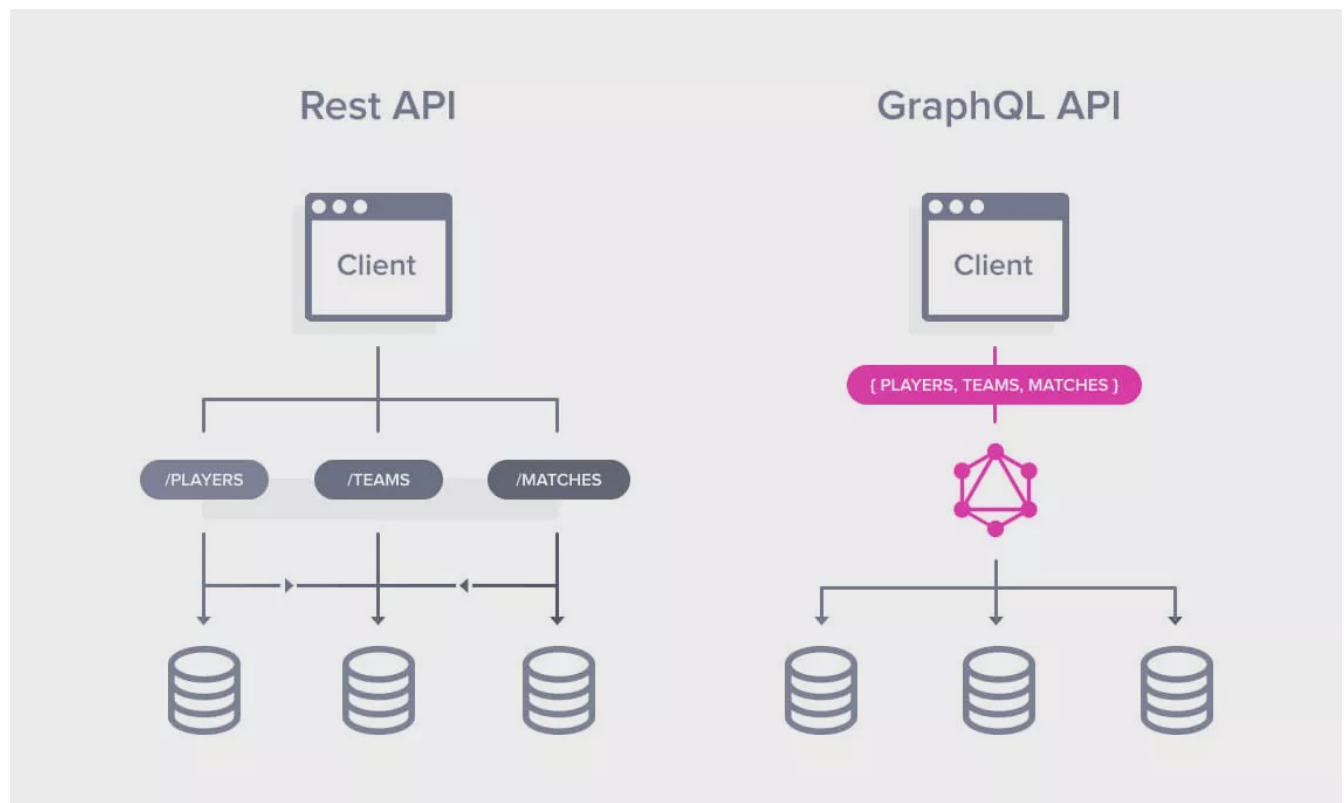 Rest API
Client
/PLAYERS
/TEAMS
/MATCHES
GraphQL API
Client
{ PLAYERS, TEAMS, MATCHES }